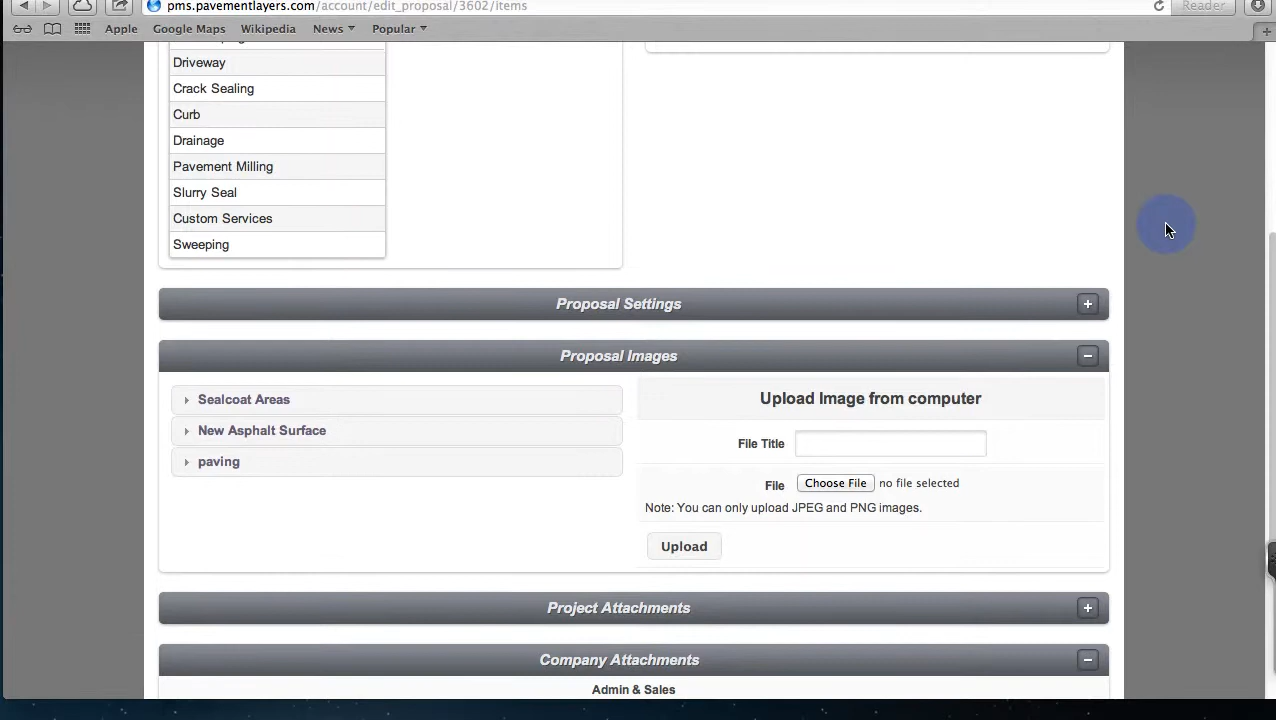 pms.pavementlayers.com/account/edit_proposal/3602/items
Reader
Apple Google Maps Wikipedia News Popular
Driveway
Crack Sealing
Curb
Drainage
Pavement Milling
Slurry Seal
Custom Services
Sweeping
Proposal Settings
Proposal Images
Sealcoat Areas
New Asphalt Surface
paving
Upload Image from computer
File Title
File Choose File no file selected
Note: You can only upload JPEG and PNG images.
Upload
Project Attachments
Company Attachments
Admin & Sales